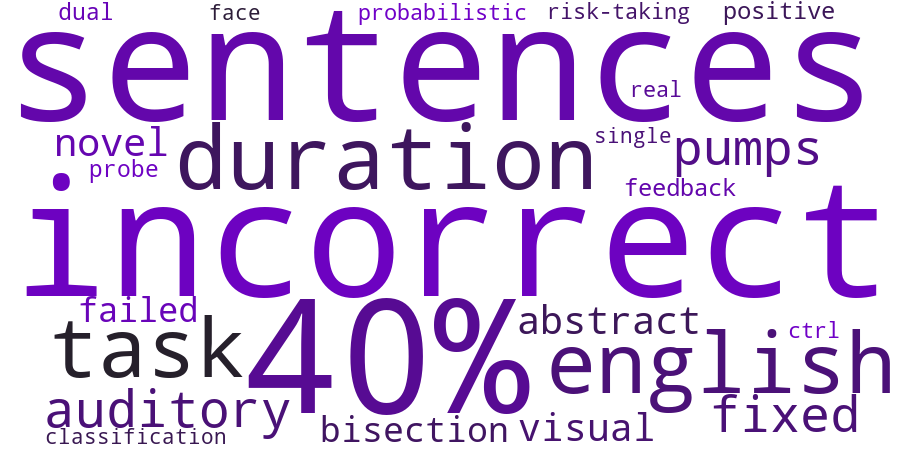 dual face probabilistic risk-taking positive
sentences
real
novel duration single pumps
probe feedback
incorrect
failed 40% abstract
task english ctrl
auditory visual fixed
classification bisection